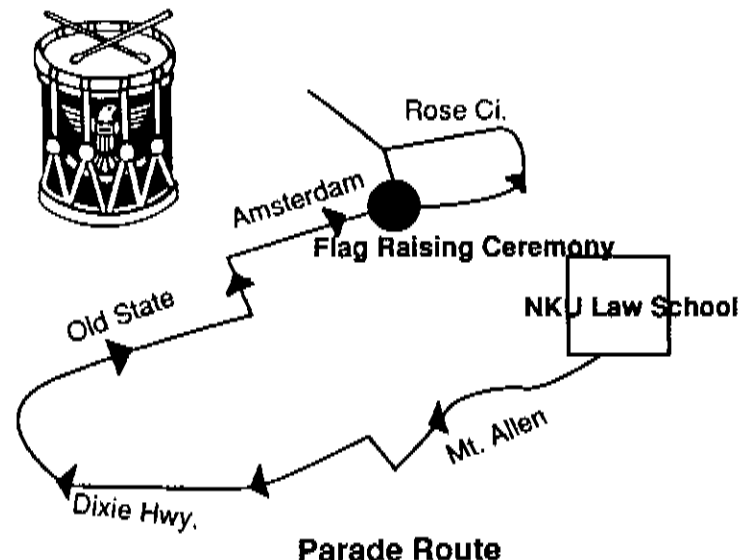 Rose Ci.
Amsterdam
Flag Raising Ceremony
NKU Law School
Old State
Mt. Allen
Dixie Hwy.
Parade Route